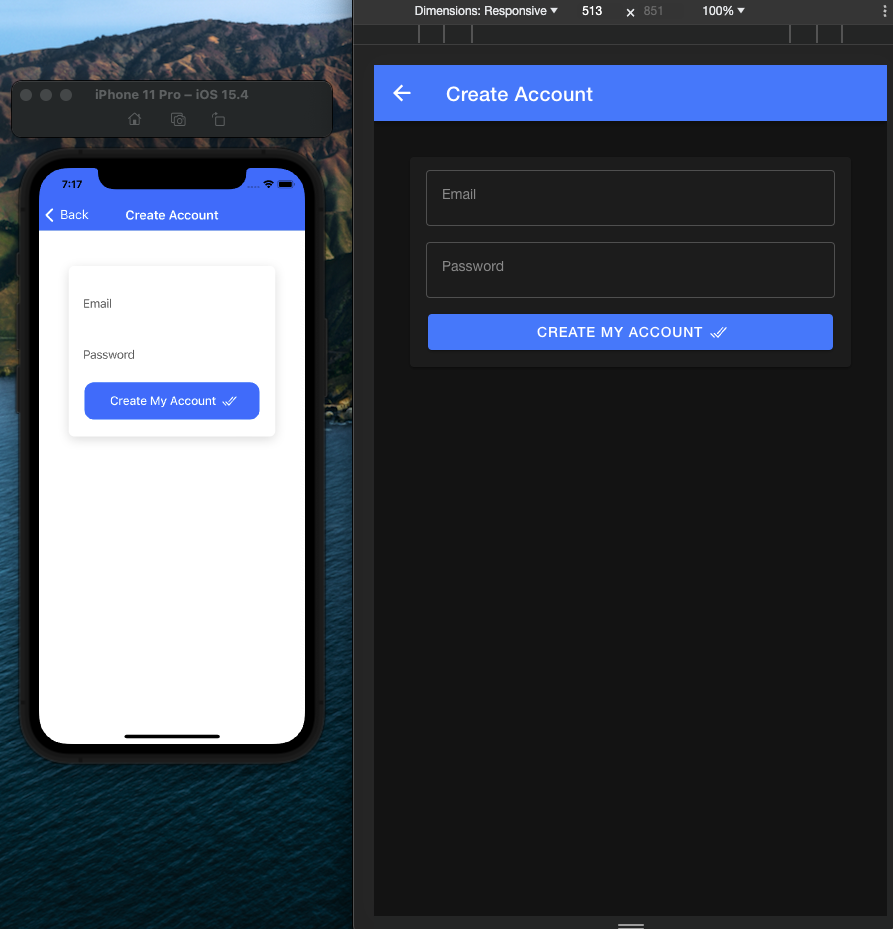 iPhone 11 Pro – iOS 15.4
7:17
Back
Create Account
Email
Password
Create My Account
Dimensions: Responsive
513
851
100%
Create Account
Email
Password
CREATE MY ACCOUNT